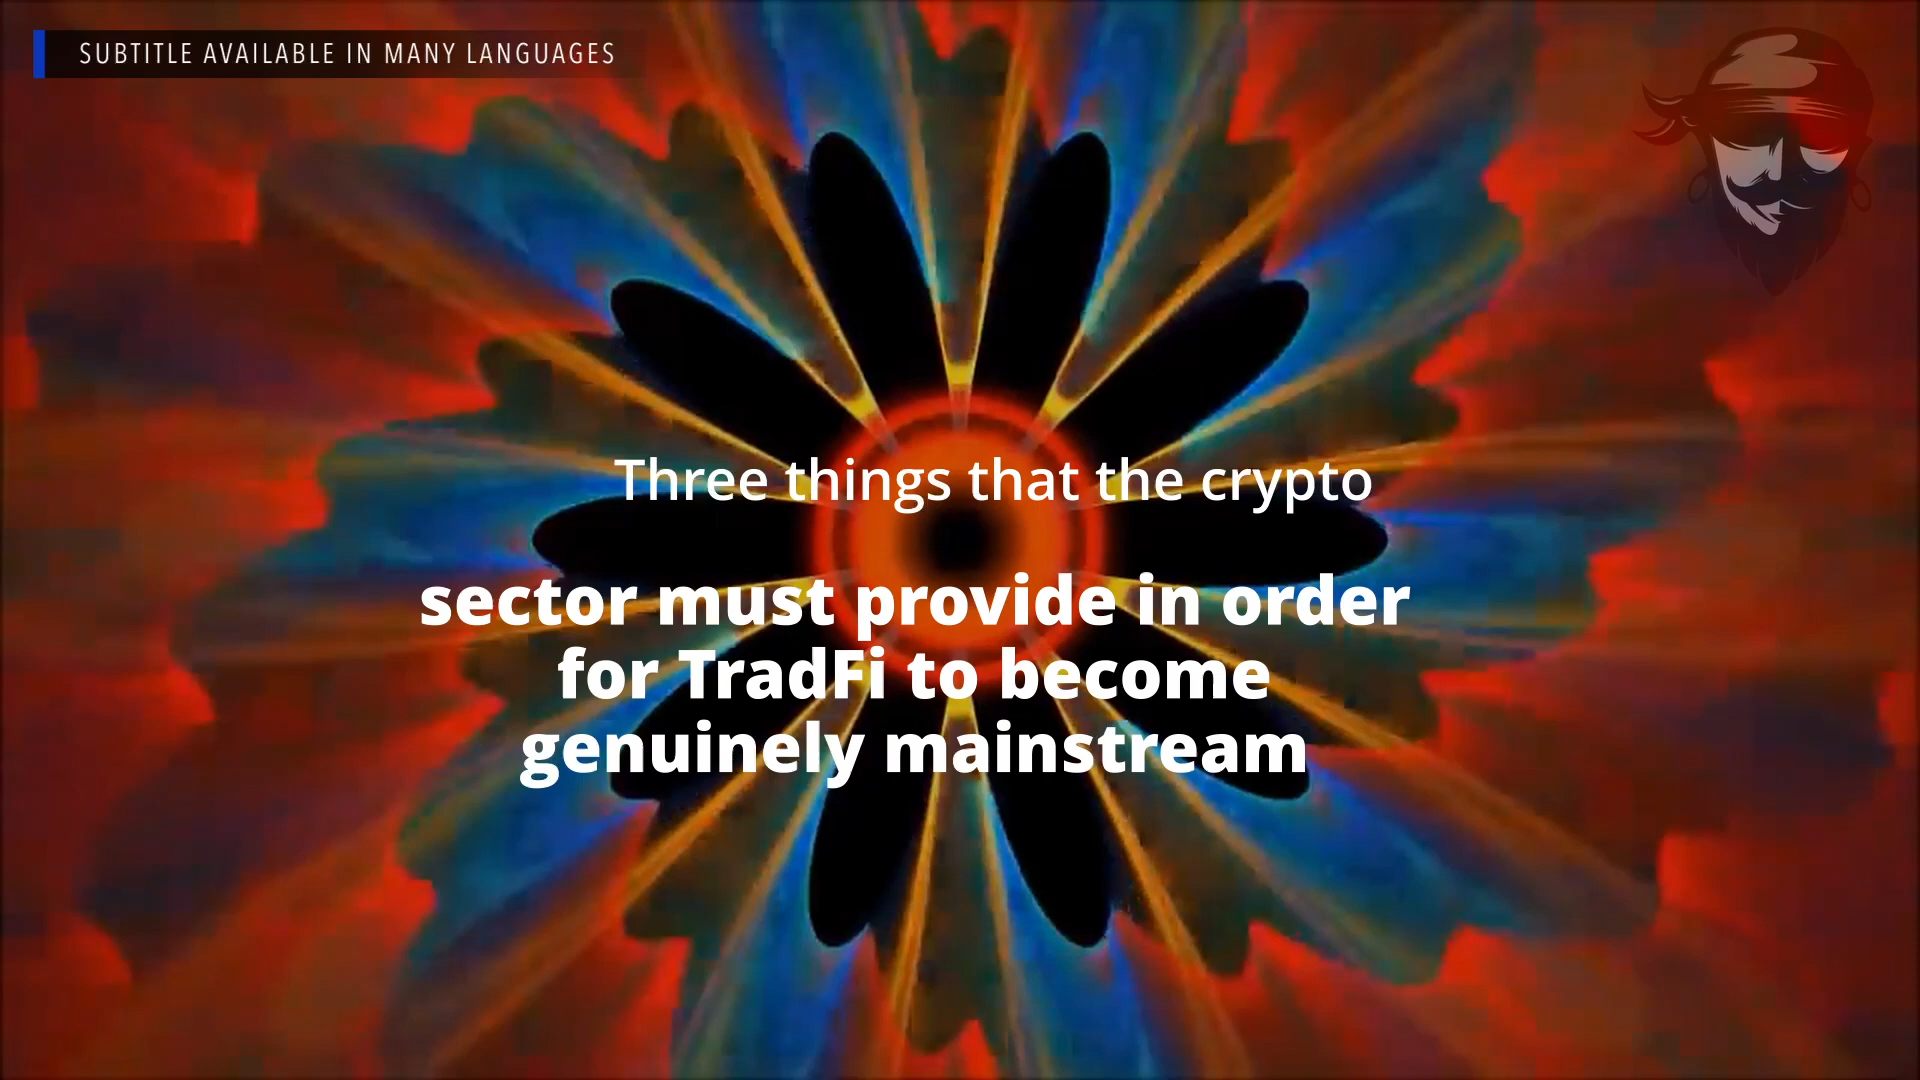 SUBTITLE AVAILABLE IN MANY LANGUAGES
Three things that the crypto
sector must provide in order
for TradFi to become
genuinely mainstream